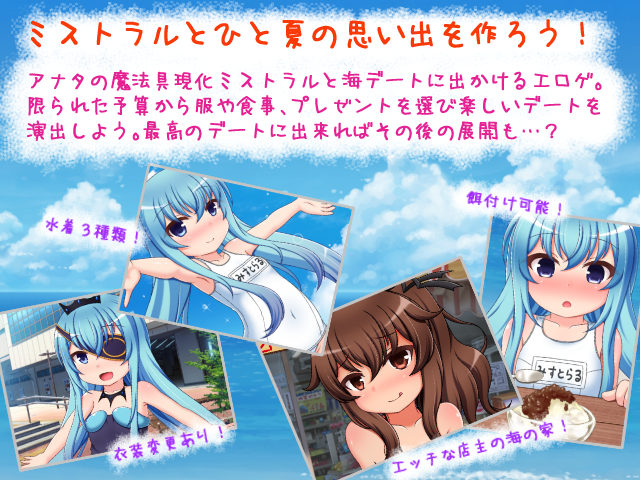 ミストラルとひと夏の思い出を作ろう！
アナタの魔法具現化ミストラルと海デートに出かけるエロゲ。
限られた予算から服や食事、プレゼントを選び楽しいデートを
演出しよう。最高のデートに出来ればその後の展開も…？
水着３種類！
餌付け可能！
みすとらる
みすとらる
衣装変更あり！
エッチな店主の海の家！